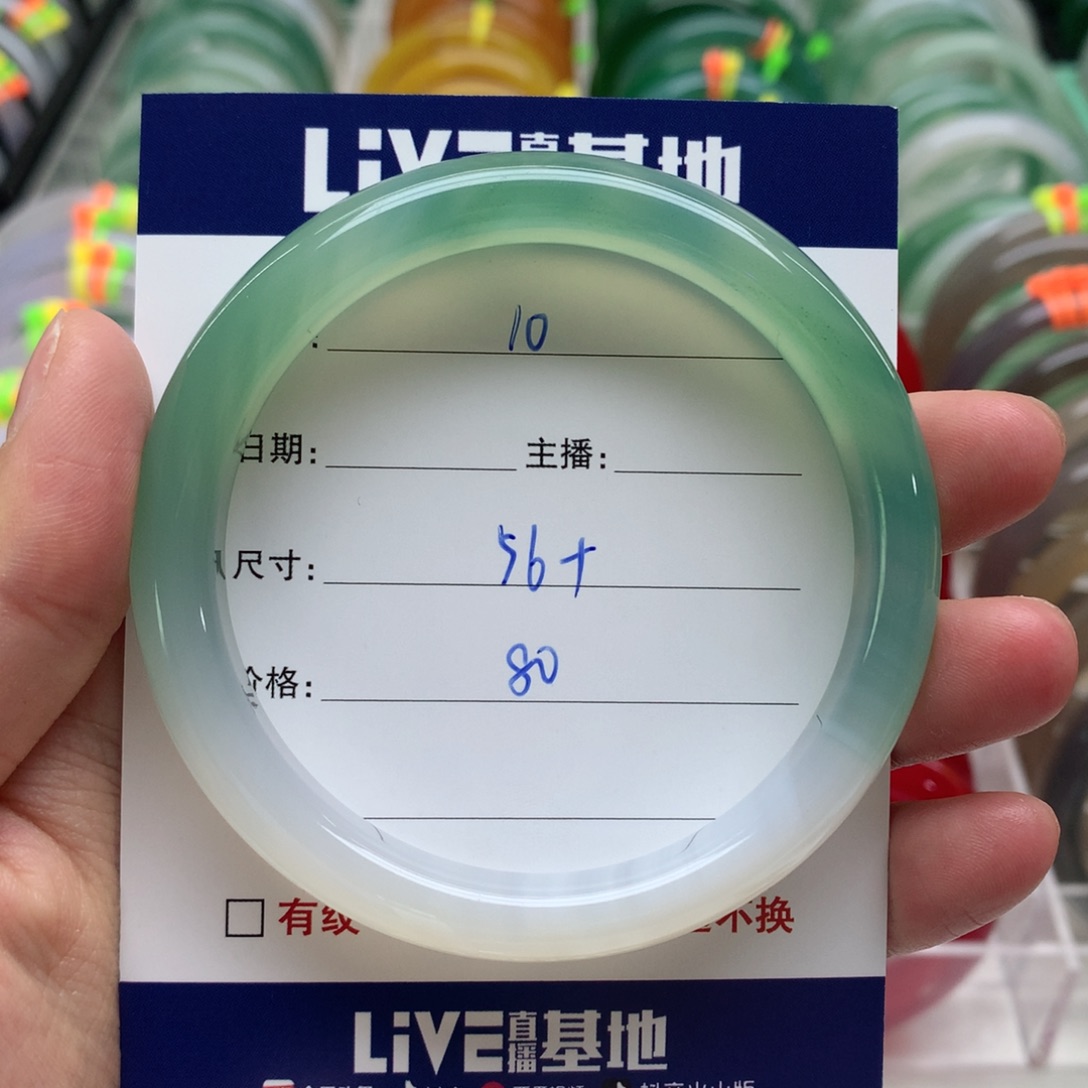 LiVE直播基地
10
日期: 主播:
尺寸: 56+
价格: 80
有纹 不换
LiVE直播基地